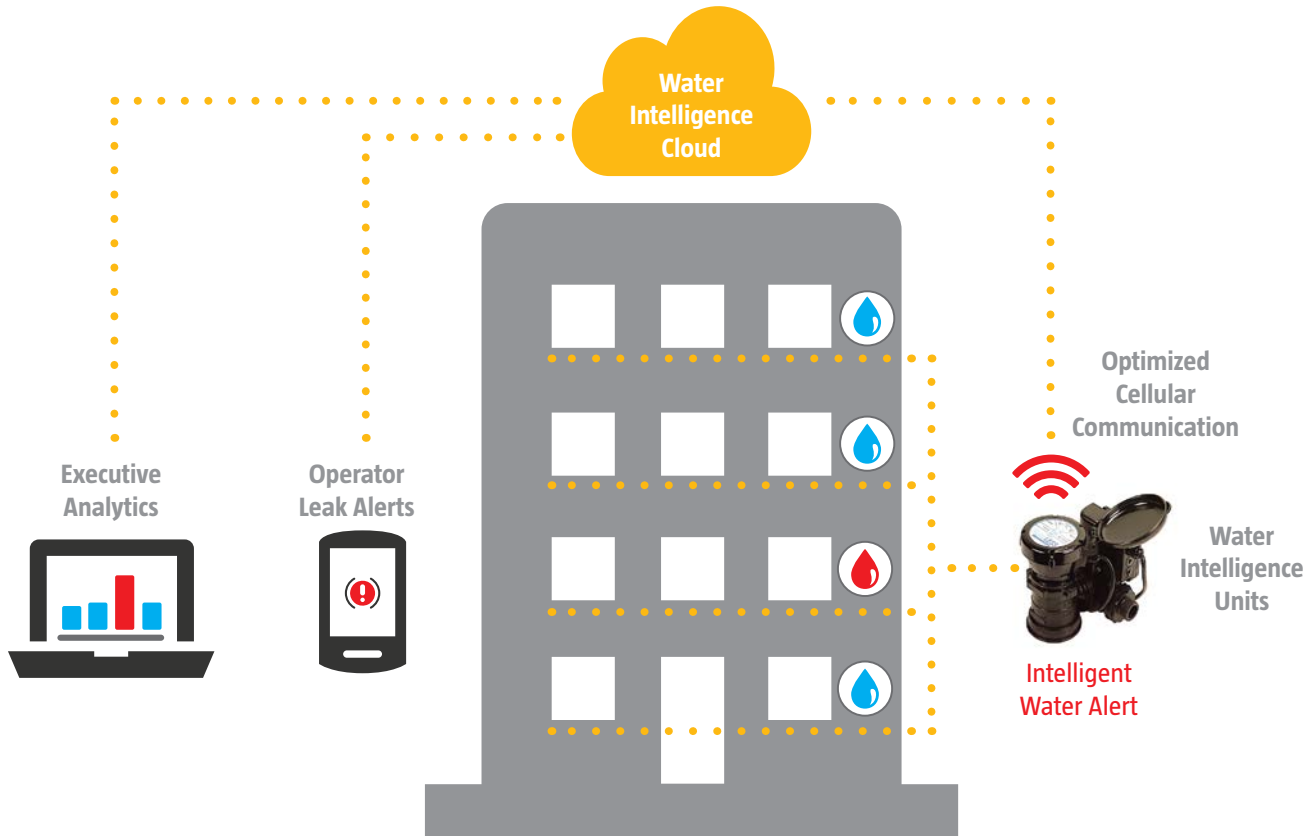 Water
Intelligence
Cloud
Executive
Analytics
Operator
Leak Alerts
Optimized
Cellular
Communication
Water
Intelligence
Units
Intelligent
Water Alert